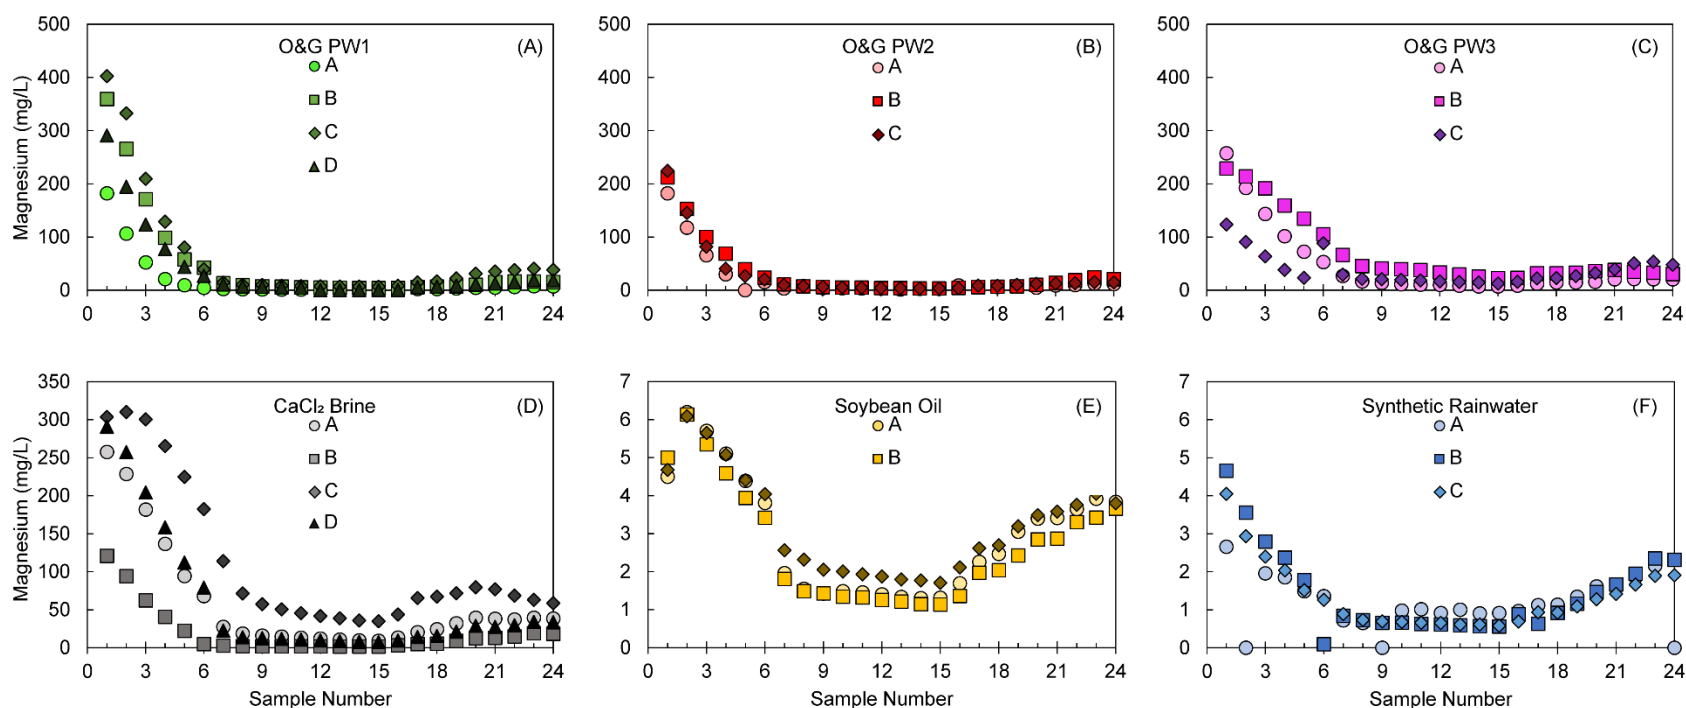 O&G PW1
(A)
A
B
C
D
Magnesium (mg/L)
500
400
300
200
100
0
0 3 6 9 12 15 18 21 24
O&G PW2
(B)
A
B
C
500
400
300
200
100
0
0 3 6 9 12 15 18 21 24
O&G PW3
(C)
A
B
C
500
400
300
200
100
0
0 3 6 9 12 15 18 21 24
CaCl₂ Brine
(D)
A
B
C
D
Magnesium (mg/L)
350
300
250
200
150
100
50
0
0 3 6 9 12 15 18 21 24
Sample Number
Soybean Oil
(E)
A
B
7
6
5
4
3
2
1
0
0 3 6 9 12 15 18 21 24
Sample Number
Synthetic Rainwater
(F)
A
B
C
7
6
5
4
3
2
1
0
0 3 6 9 12 15 18 21 24
Sample Number